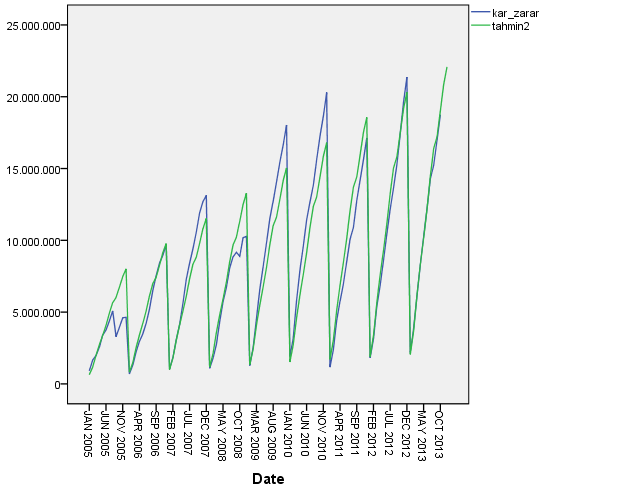 kar_zarar
tahmin2
25.000.000
20.000.000
15.000.000
10.000.000
5.000.000
0
JAN 2005
JUN 2005
NOV 2005
APR 2006
SEP 2006
FEB 2007
JUL 2007
DEC 2007
MAY 2008
OCT 2008
MAR 2009
AUG 2009
JAN 2010
JUN 2010
NOV 2010
APR 2011
SEP 2011
FEB 2012
JUL 2012
DEC 2012
MAY 2013
OCT 2013
Date